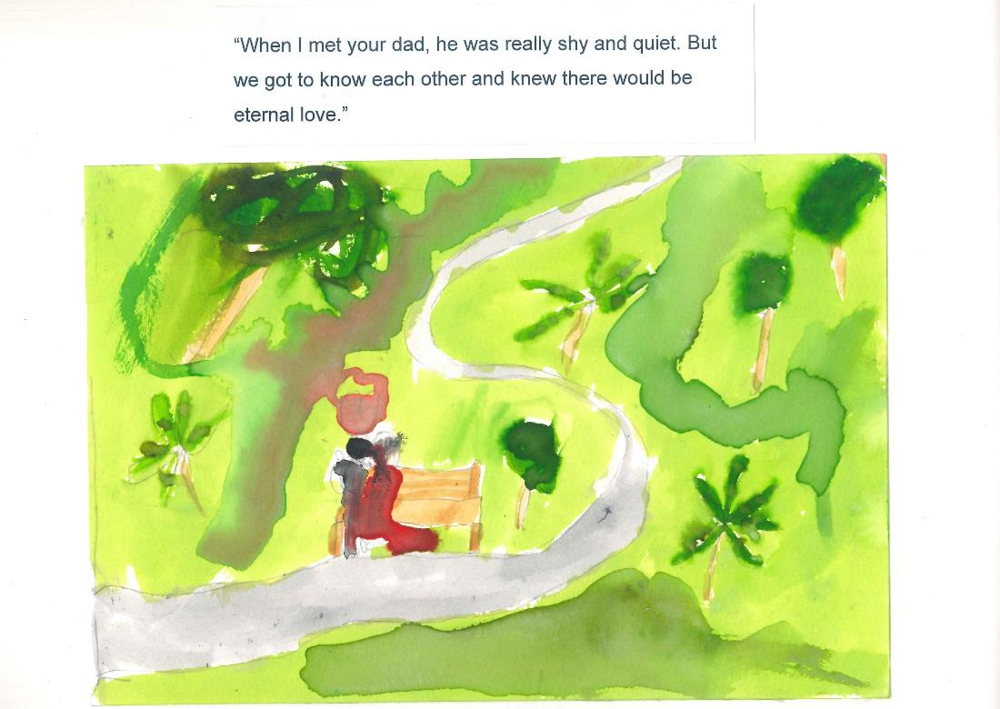 “When I met your dad, he was really shy and quiet. But
we got to know each other and knew there would be
eternal love.”